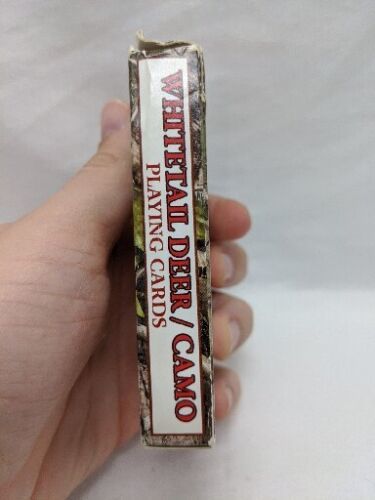 WHITETAIL DEER / CAMO
PLAYING CARDS